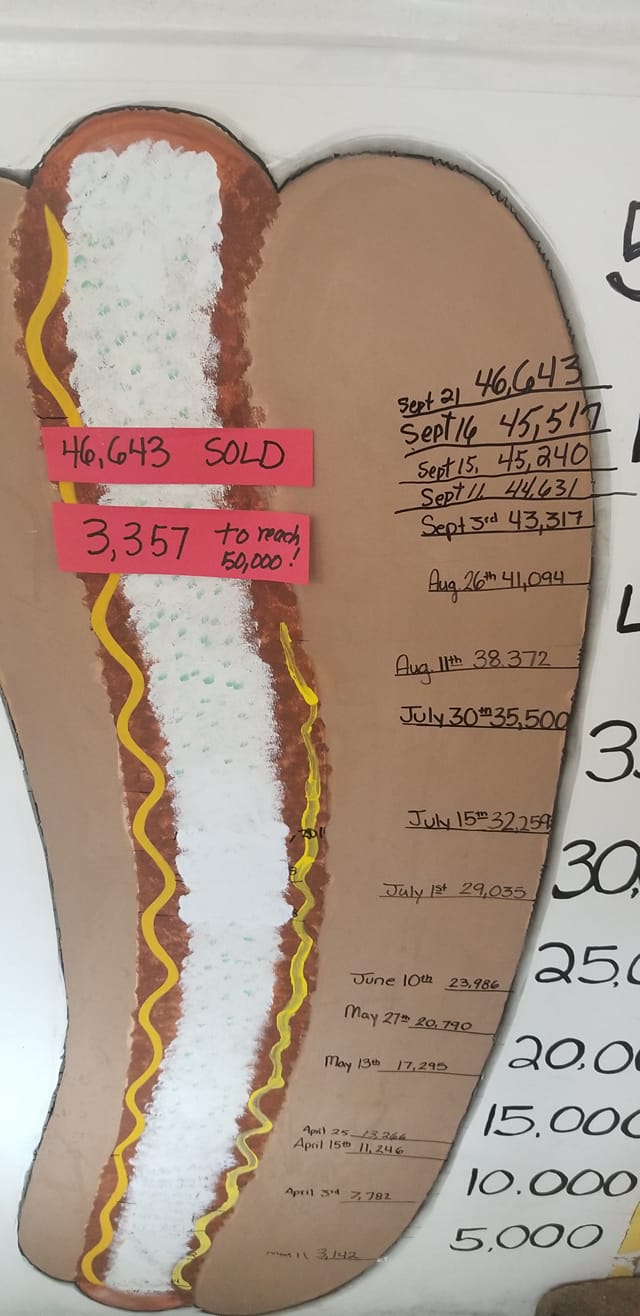 5
Sept 21 46,643
Sept 16 45,517
46,643 SOLD
Sept 15, 45,240
Sept 11, 44,631
Sept 3rd 43,317
3,357 to reach
50,000!
Aug 26th 41,094
Aug. 11th 38.372
July 30th 35,500
3
July 15th 32,259
30,
July 1st 29,035
25,0
June 10th 23,986
May 27th 20,790
20,00
May 13th 17,295
15,000
April 25 13,266
April 15th 11,246
10.000
April 3rd 7,782
5,000
3,142